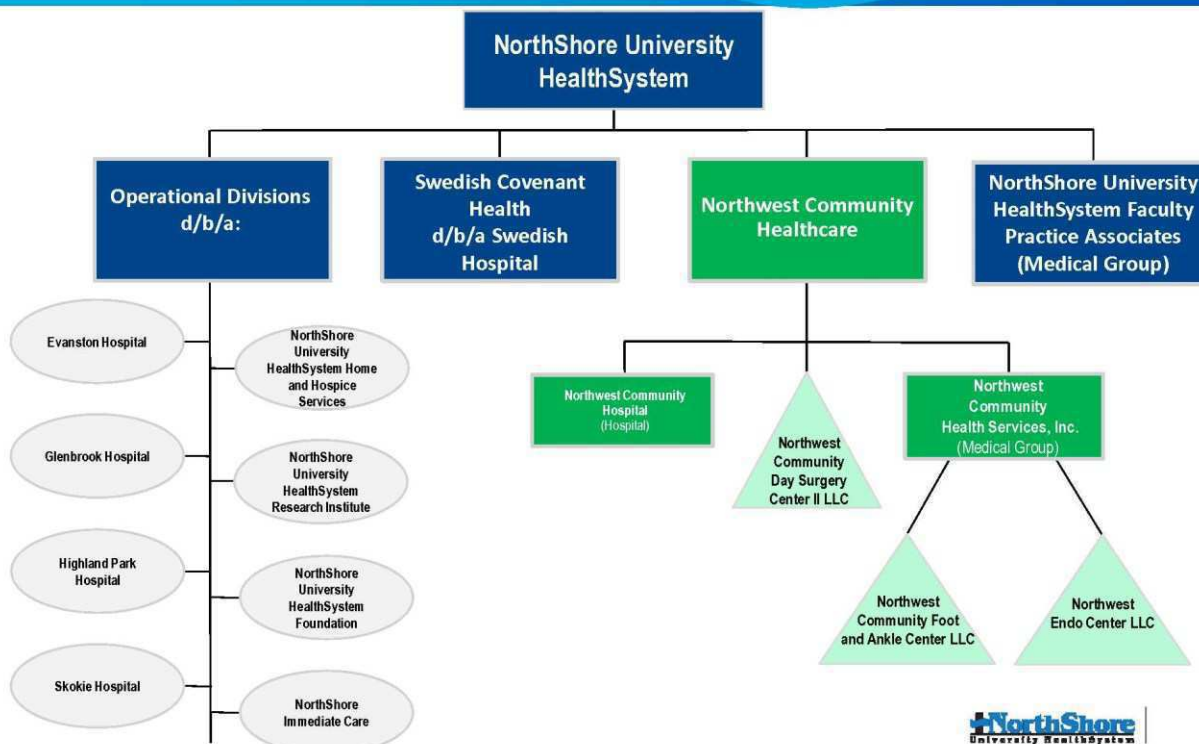 NorthShore University
HealthSystem
Operational Divisions
d/b/a:
Swedish Covenant
Health
d/b/a Swedish
Hospital
Northwest Community
Healthcare
NorthShore University
HealthSystem Faculty
Practice Associates
(Medical Group)
Evanston Hospital
NorthShore
University
HealthSystem Home
and Hospice
Services
Glenbrook Hospital
NorthShore
University
HealthSystem
Research Institute
Highland Park
Hospital
NorthShore
University
HealthSystem
Foundation
Skokie Hospital
NorthShore
Immediate Care
Northwest Community
Hospital
(Hospital)
Northwest
Community
Day Surgery
Center II LLC
Northwest
Community
Health Services, Inc.
(Medical Group)
Northwest
Community Foot
and Ankle Center LLC
Northwest
Endo Center LLC
NorthShore
University HealthSystem